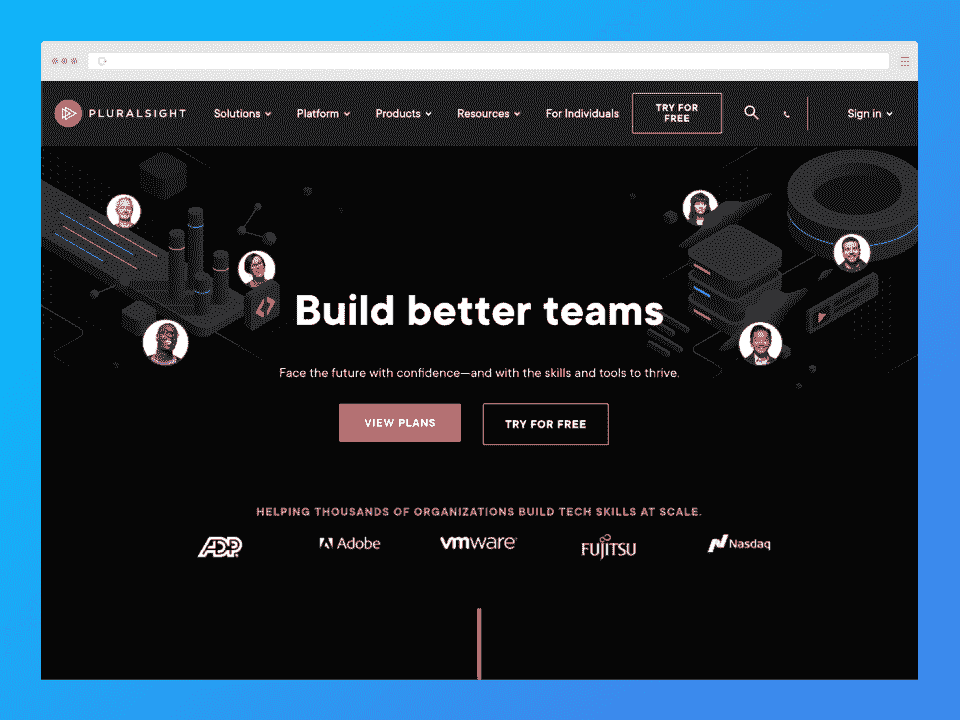 PLURALSIGHT
Solutions
Platform
Products
Resources
For Individuals
TRY FOR
FREE
Sign in
Build better teams
Face the future with confidence—and with the skills and tools to thrive.
VIEW PLANS
TRY FOR FREE
HELPING THOUSANDS OF ORGANIZATIONS BUILD TECH SKILLS AT SCALE.
ADP
Adobe
vmware
FUJITSU
Nasdaq